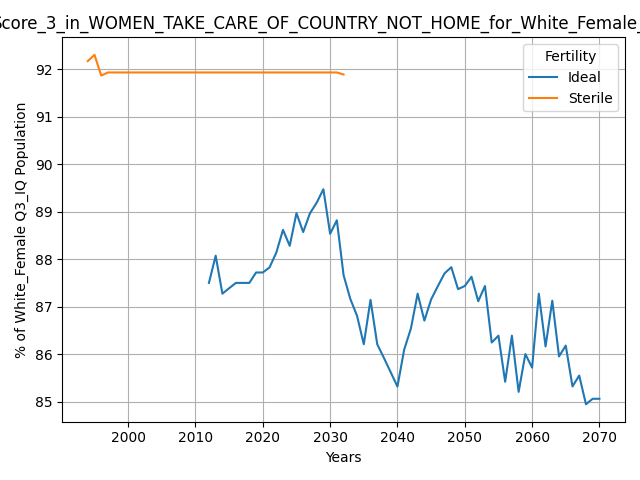 Score_3_in_WOMEN_TAKE_CARE_OF_COUNTRY_NOT_HOME_for_White_Female_
Fertility
Ideal
Sterile
% of White_Female Q3_IQ Population
92
91
90
89
88
87
86
85
2000 2010 2020 2030 2040 2050 2060 2070
Years